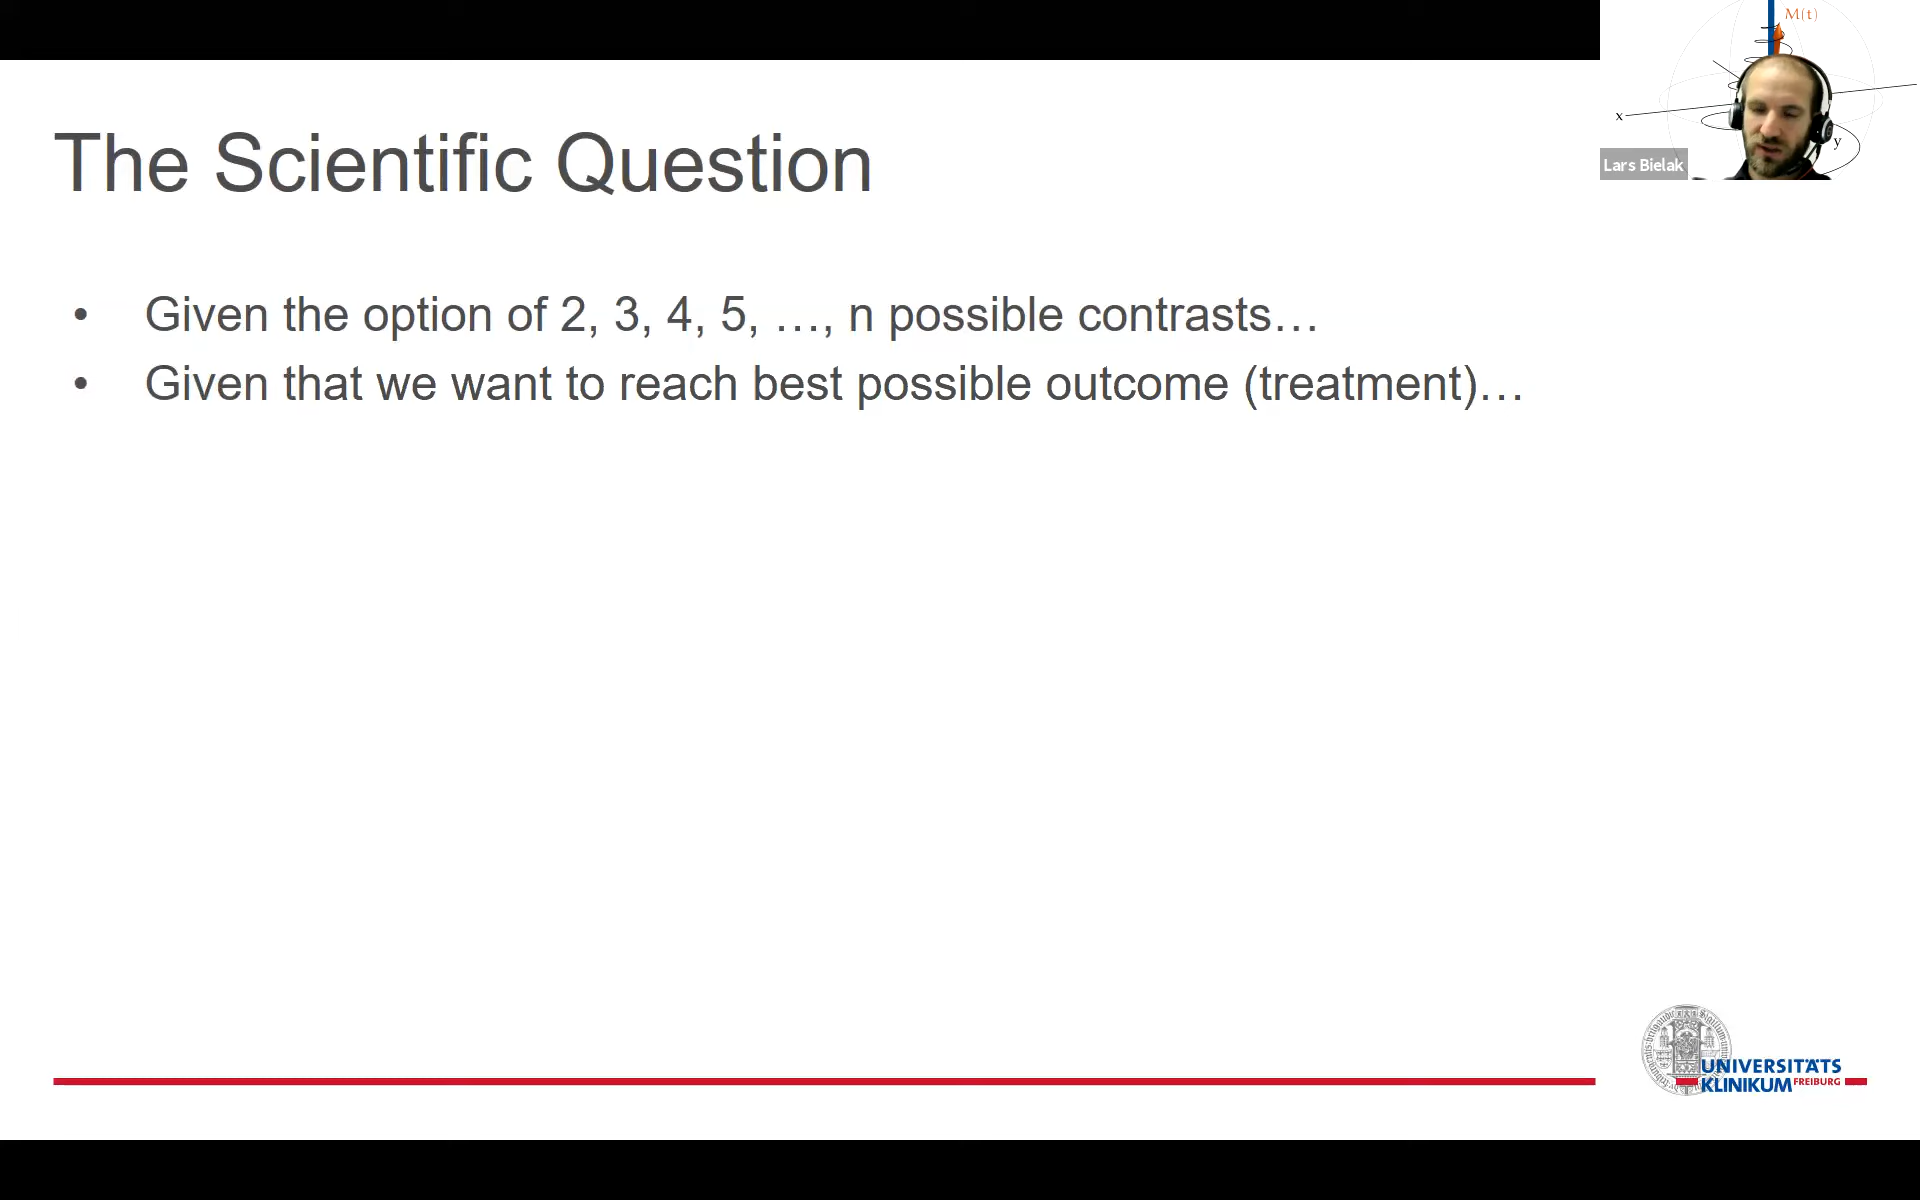 M(t)
x
y
Lars Bielak
The Scientific Question
• Given the option of 2, 3, 4, 5, …, n possible contrasts…
• Given that we want to reach best possible outcome (treatment)…
UNIVERSITÄTS
KLINIKUM FREIBURG